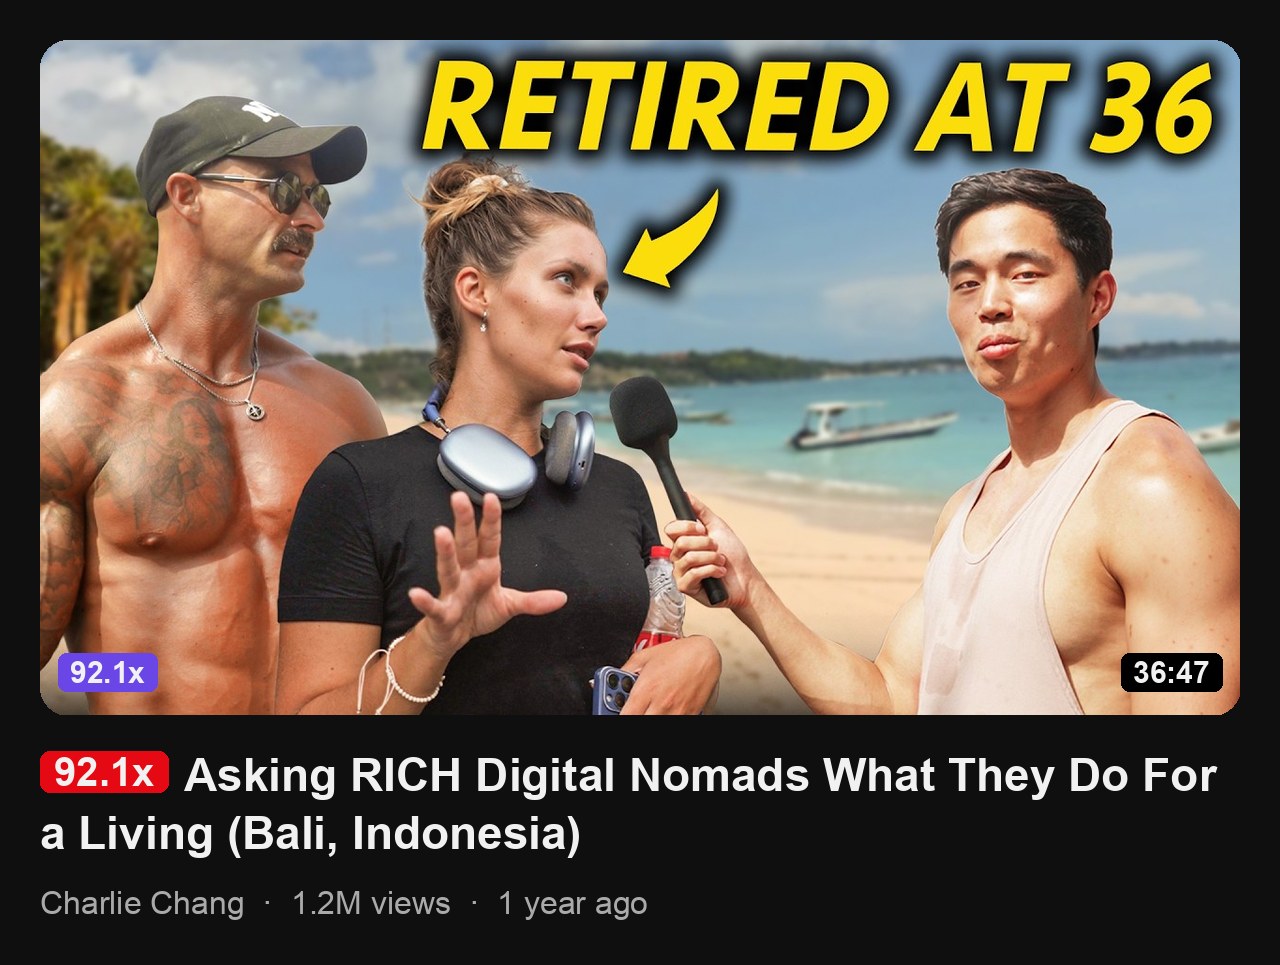 RETIRED AT 36
92.1x
36:47
92.1x Asking RICH Digital Nomads What They Do For
a Living (Bali, Indonesia)
Charlie Chang · 1.2M views · 1 year ago